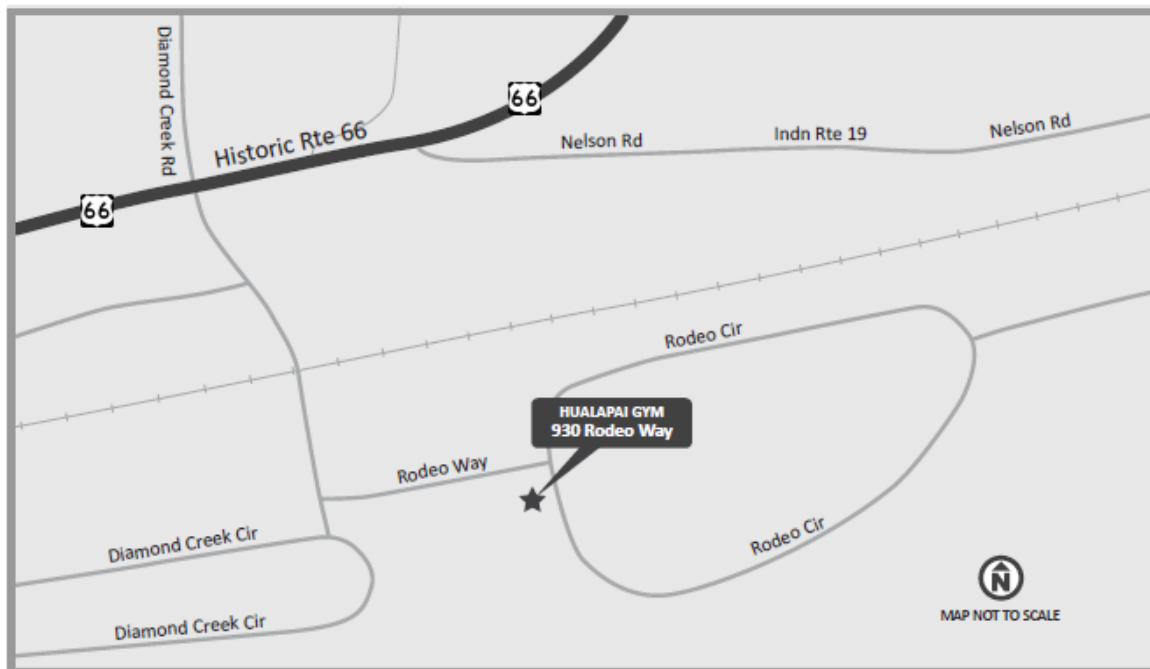 Diamond Creek Rd
66
Historic Rte 66
Nelson Rd
Indn Rte 19
Nelson Rd
66
Rodeo Cir
HUALAPAI GYM
930 Rodeo Way
Rodeo Way
Rodeo Cir
Diamond Creek Cir
Diamond Creek Cir
N
MAP NOT TO SCALE